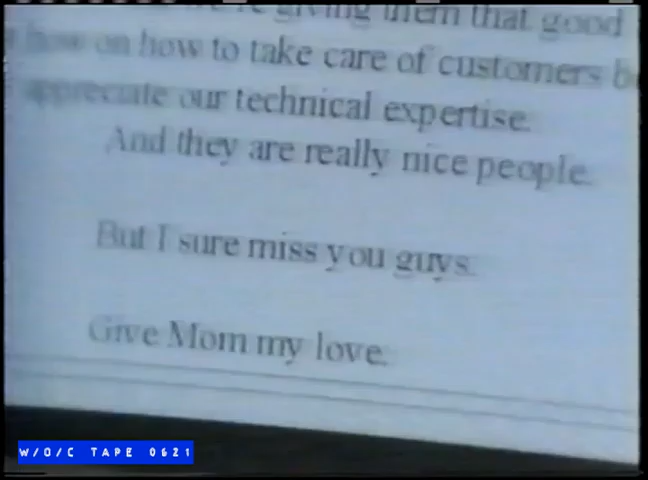 giving them that good
how on how to take care of customers
appreciate our technical expertise.
And they are really nice people.
But I sure miss you guys.
Give Mom my love.
W/O/C TAPE 0621